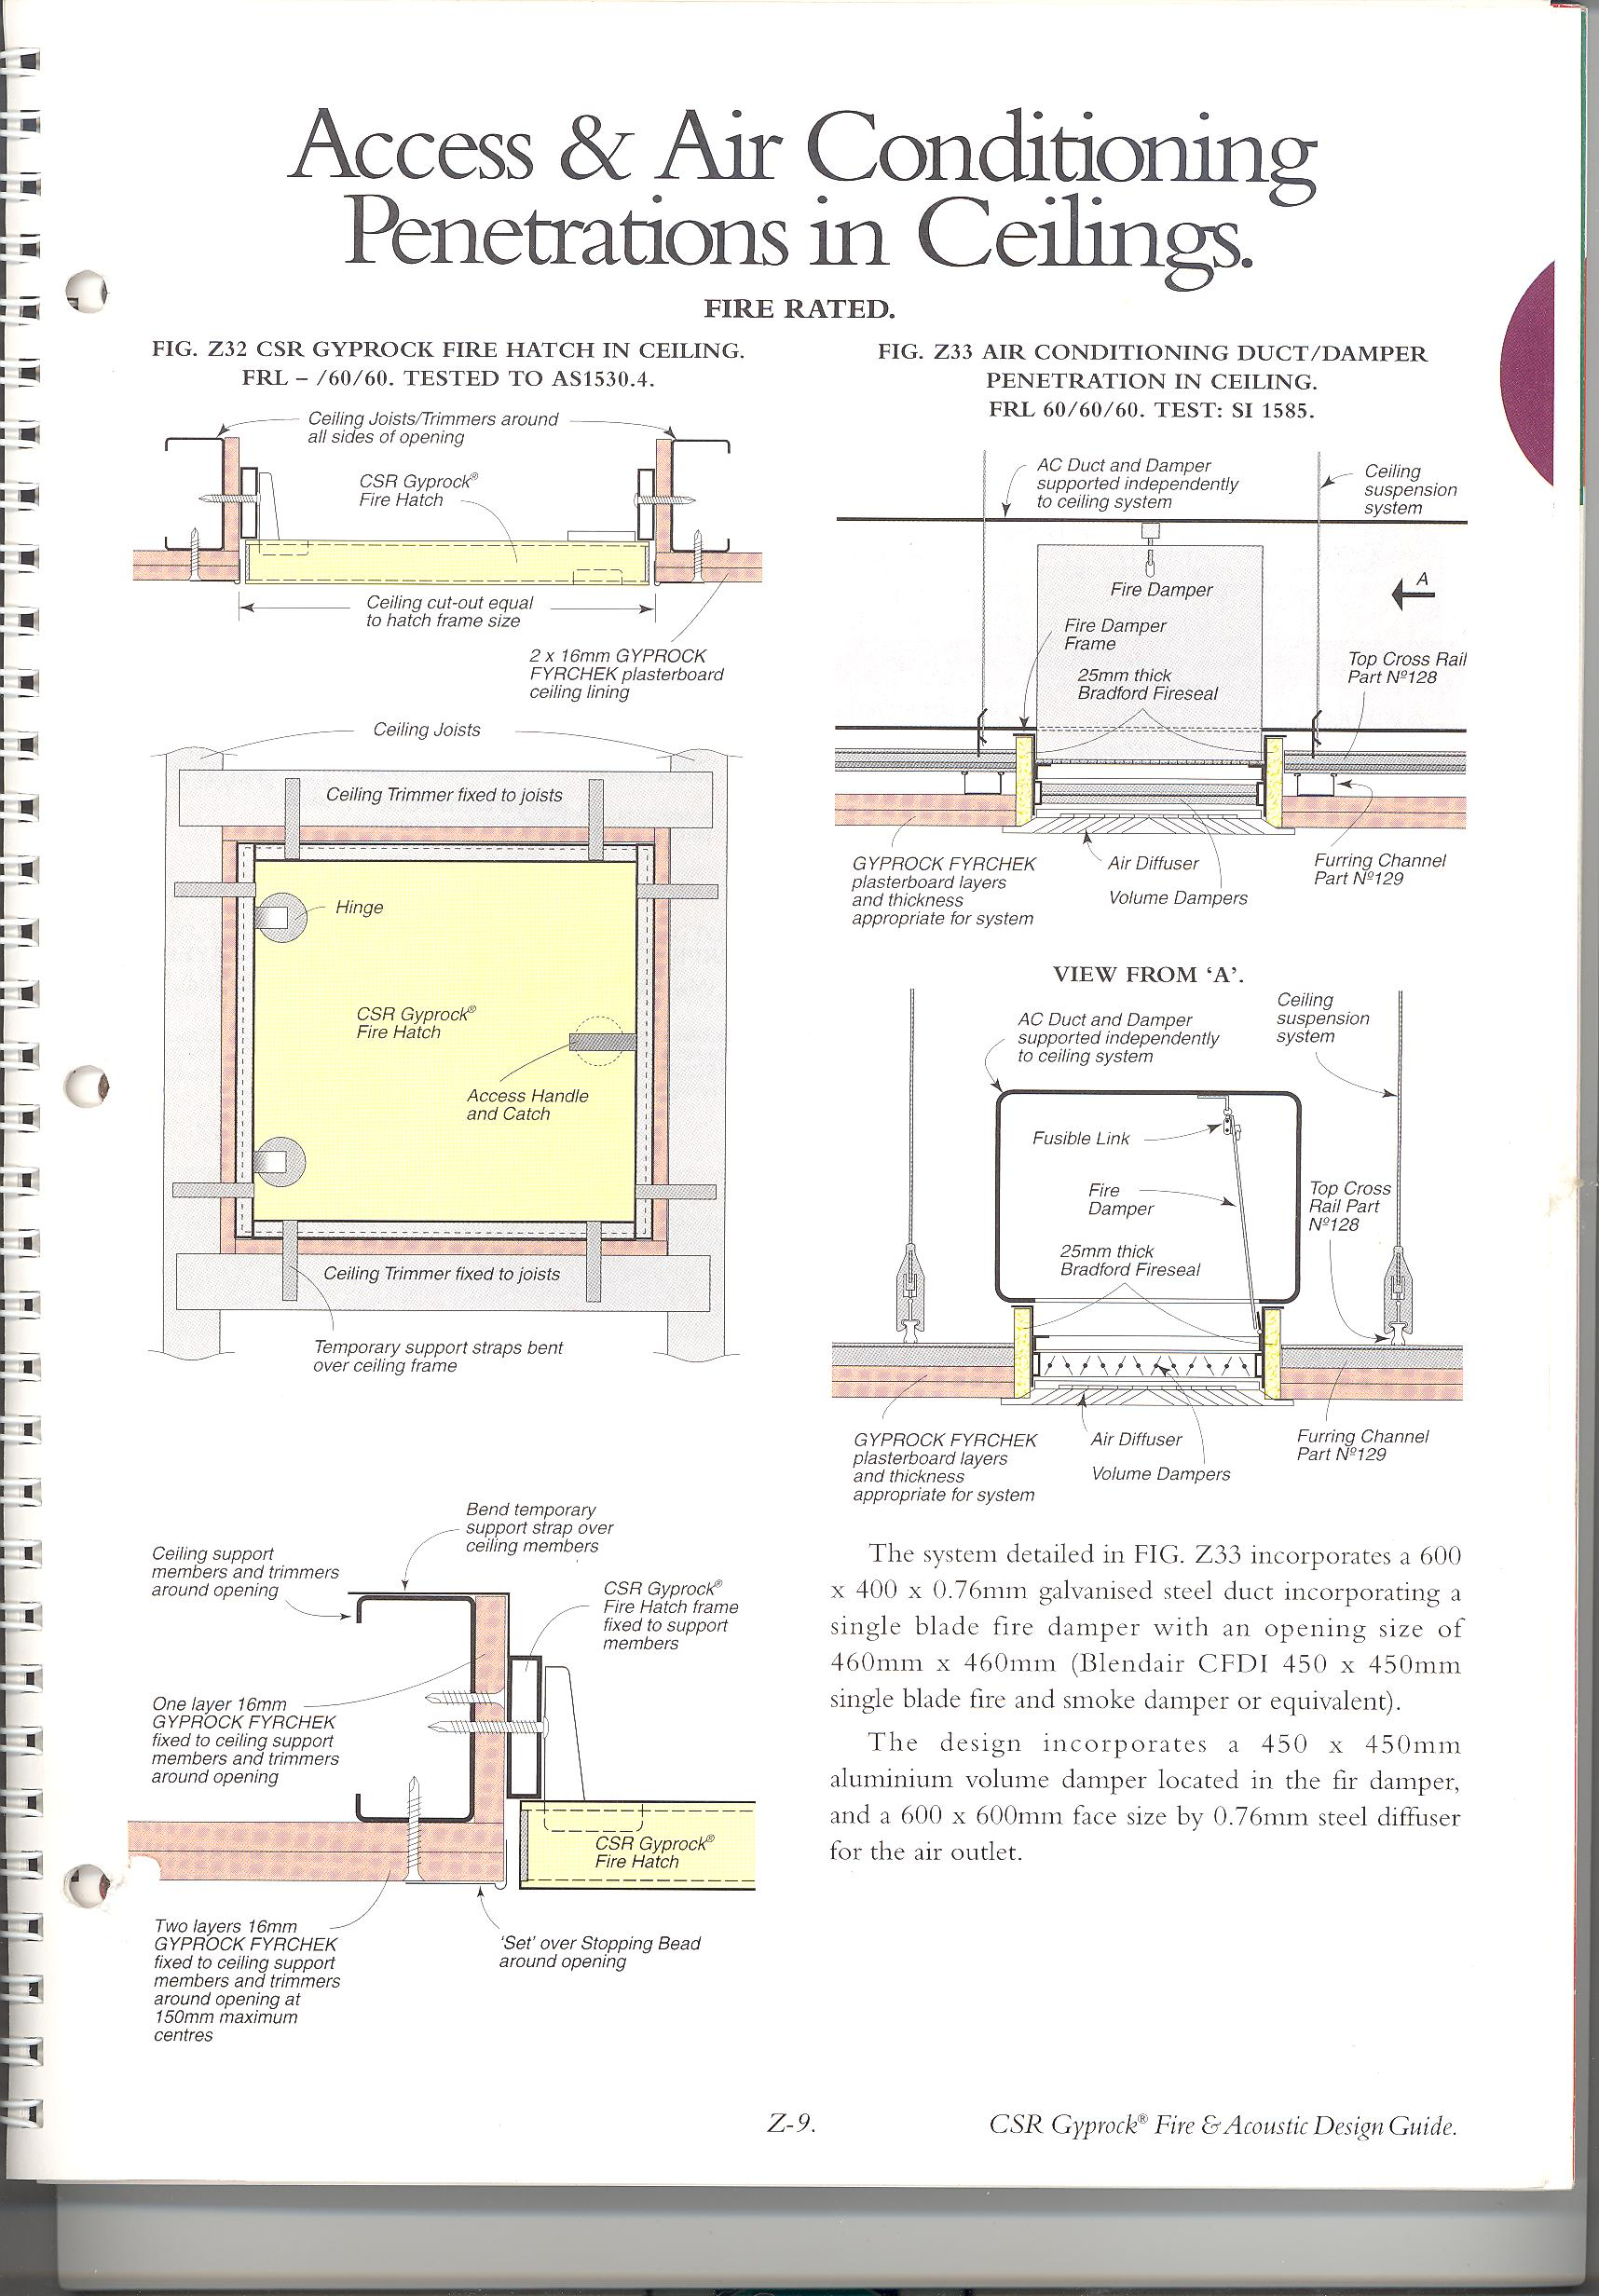 Access & Air Conditioning
Penetrations in Ceilings.
FIRE RATED.
FIG. Z32 CSR GYPROCK FIRE HATCH IN CEILING.
FRL – /60/60. TESTED TO AS1530.4.
Ceiling Joists/Trimmers around
all sides of opening
CSR Gyprock®
Fire Hatch
Ceiling cut-out equal
to hatch frame size
2 x 16mm GYPROCK
FYRCHEK plasterboard
ceiling lining
Ceiling Joists
Ceiling Trimmer fixed to joists
Hinge
CSR Gyprock®
Fire Hatch
Access Handle
and Catch
Ceiling Trimmer fixed to joists
Temporary support straps bent
over ceiling frame
Bend temporary
support strap over
ceiling members
Ceiling support
members and trimmers
around opening
CSR Gyprock®
Fire Hatch frame
fixed to support
members
One layer 16mm
GYPROCK FYRCHEK
fixed to ceiling support
members and trimmers
around opening
CSR Gyprock®
Fire Hatch
Two layers 16mm
GYPROCK FYRCHEK
fixed to ceiling support
members and trimmers
around opening at
150mm maximum
centres
‘Set’ over Stopping Bead
around opening
FIG. Z33 AIR CONDITIONING DUCT/DAMPER
PENETRATION IN CEILING.
FRL 60/60/60. TEST: SI 1585.
AC Duct and Damper
supported independently
to ceiling system
Ceiling
suspension
system
A
Fire Damper
Fire Damper
Frame
25mm thick
Bradford Fireseal
Top Cross Rail
Part Nº128
GYPROCK FYRCHEK
plasterboard layers
and thickness
appropriate for system
Air Diffuser
Volume Dampers
Furring Channel
Part Nº129
VIEW FROM ‘A’.
AC Duct and Damper
supported independently
to ceiling system
Ceiling
suspension
system
Fusible Link
Fire
Damper
Top Cross
Rail Part
Nº128
25mm thick
Bradford Fireseal
GYPROCK FYRCHEK
plasterboard layers
and thickness
appropriate for system
Air Diffuser
Volume Dampers
Furring Channel
Part Nº129
The system detailed in FIG. Z33 incorporates a 600
x 400 x 0.76mm galvanised steel duct incorporating a
single blade fire damper with an opening size of
460mm x 460mm (Blendair CFDI 450 x 450mm
single blade fire and smoke damper or equivalent).
The design incorporates a 450 x 450mm
aluminium volume damper located in the fir damper,
and a 600 x 600mm face size by 0.76mm steel diffuser
for the air outlet.
Z-9.
CSR Gyprock® Fire & Acoustic Design Guide.